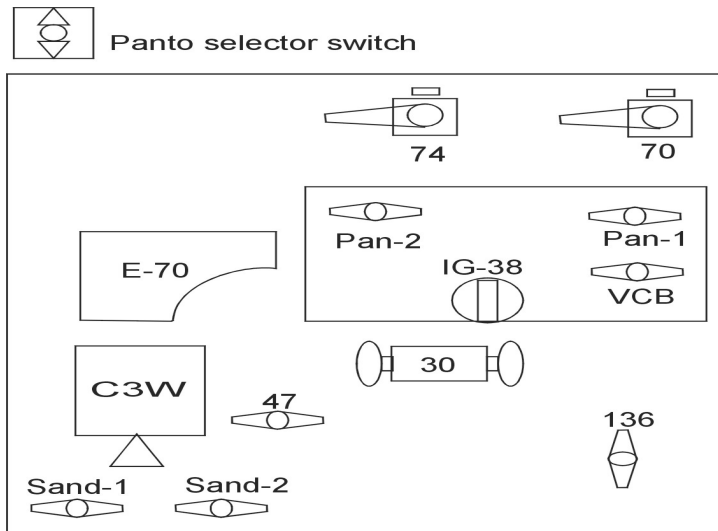 Panto selector switch
74
70
Pan-2
Pan-1
E-70
IG-38
VCB
30
C3W
47
136
Sand-1
Sand-2